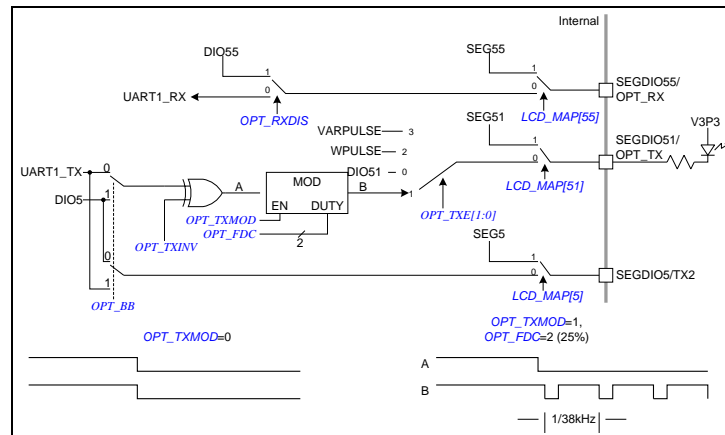 Internal
DIO55
SEG55
1
0
1
0
UART1_RX
SEGDIO55/
OPT_RX
OPT_RXDIS
LCD_MAP[55]
VARPULSE
3
SEG51
V3P3
WPULSE
2
1
0
SEGDIO51/
OPT_TX
UART1_TX
0
DIO51
0
A
MOD
B
1
LCD_MAP[51]
DIO5
1
EN
DUTY
OPT_TXMOD
OPT_TXE[1:0]
OPT_FDC
2
SEG5
OPT_TXINV
0
1
0
SEGDIO5/TX2
1
OPT_BB
LCD_MAP[5]
OPT_TXMOD=0
OPT_TXMOD=1,
OPT_FDC=2 (25%)
A
B
1/38kHz